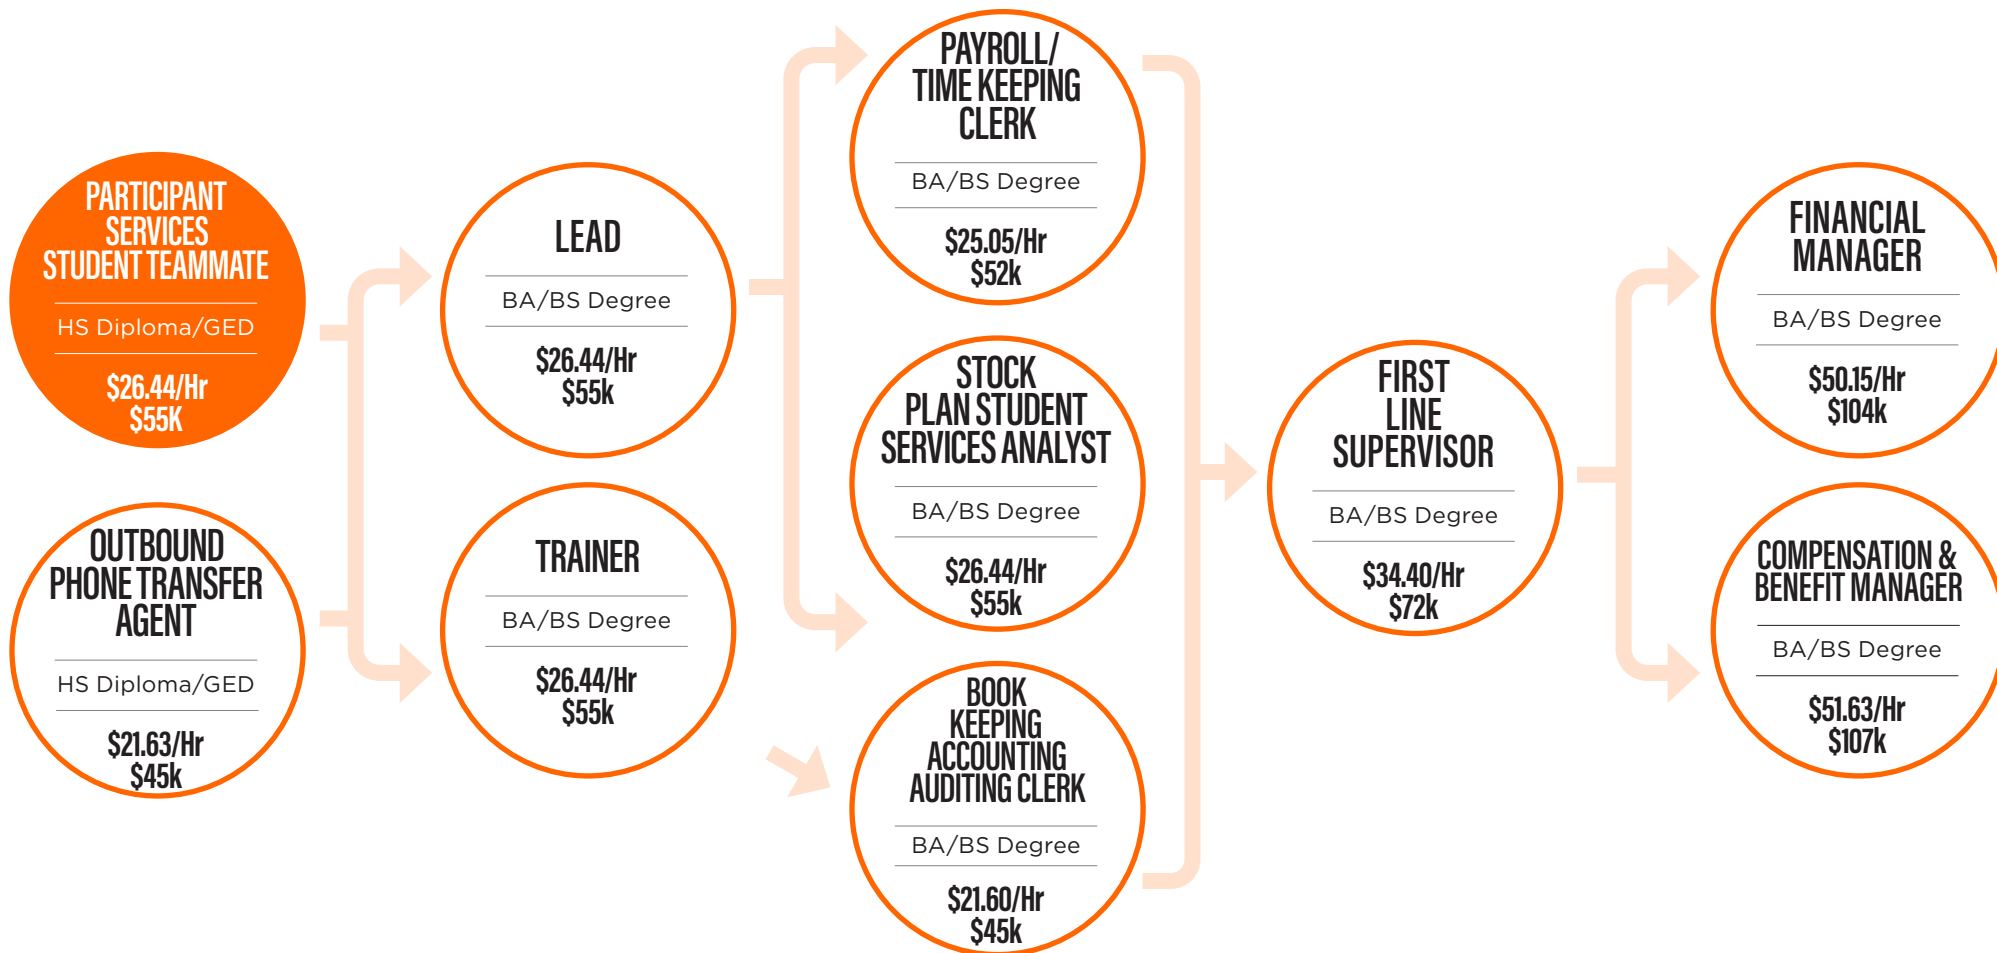 PARTICIPANT
SERVICES
STUDENT TEAMMATE
HS Diploma/GED
$26.44/Hr
$55K
OUTBOUND
PHONE TRANSFER
AGENT
HS Diploma/GED
$21.63/Hr
$45k
LEAD
BA/BS Degree
$26.44/Hr
$55k
TRAINER
BA/BS Degree
$26.44/Hr
$55k
PAYROLL/
TIME KEEPING
CLERK
BA/BS Degree
$25.05/Hr
$52k
STOCK
PLAN STUDENT
SERVICES ANALYST
BA/BS Degree
$26.44/Hr
$55k
BOOK
KEEPING
ACCOUNTING
AUDITING CLERK
BA/BS Degree
$21.60/Hr
$45k
FIRST
LINE
SUPERVISOR
BA/BS Degree
$34.40/Hr
$72k
FINANCIAL
MANAGER
BA/BS Degree
$50.15/Hr
$104k
COMPENSATION &
BENEFIT MANAGER
BA/BS Degree
$51.63/Hr
$107k